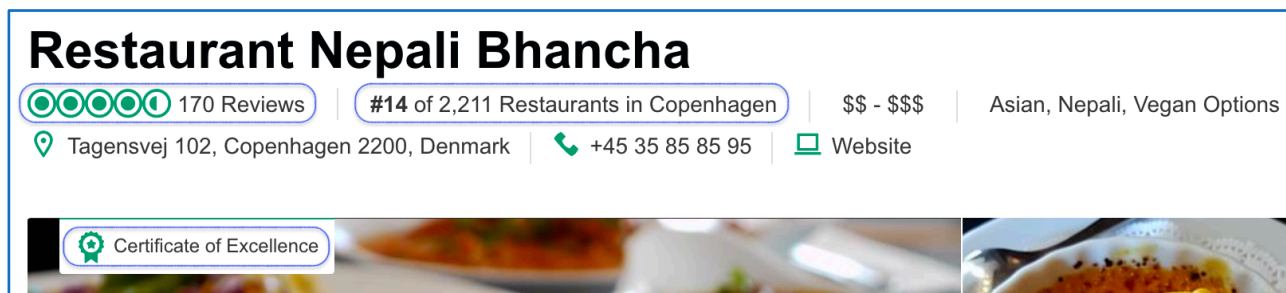 Restaurant Nepali Bhancha
170 Reviews #14 of 2,211 Restaurants in Copenhagen $$ - $$$ Asian, Nepali, Vegan Options
Tagensvej 102, Copenhagen 2200, Denmark +45 35 85 85 95 Website
Certificate of Excellence